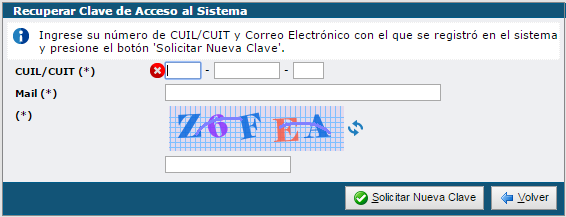 Recuperar Clave de Acceso al Sistema
Ingrese su número de CUIL/CUIT y Correo Electrónico con el que se registró en el sistema
y presione el botón 'Solicitar Nueva Clave'.
CUIL/CUIT (*) - -
Mail (*)
(*) Z6FEA
Solicitar Nueva Clave Volver